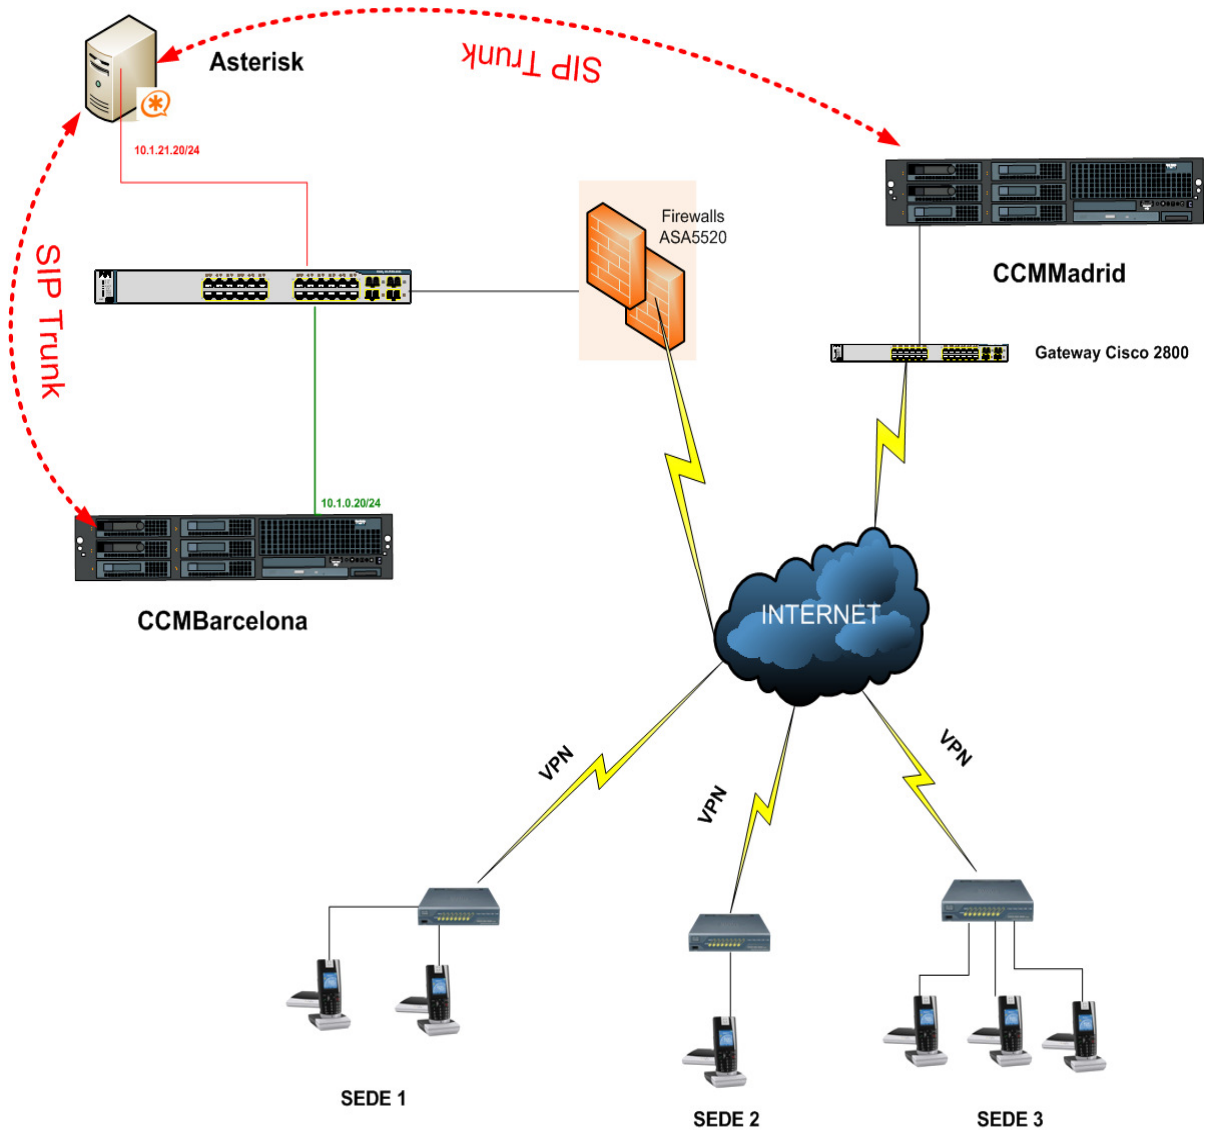 Asterisk
SIP Trunk
10.1.21.20/24
Firewalls
ASA5520
CCMMadrid
SIP Trunk
Gateway Cisco 2800
10.1.0.20/24
CCMBarcelona
INTERNET
VPN
VPN
VPN
SEDE 1
SEDE 2
SEDE 3